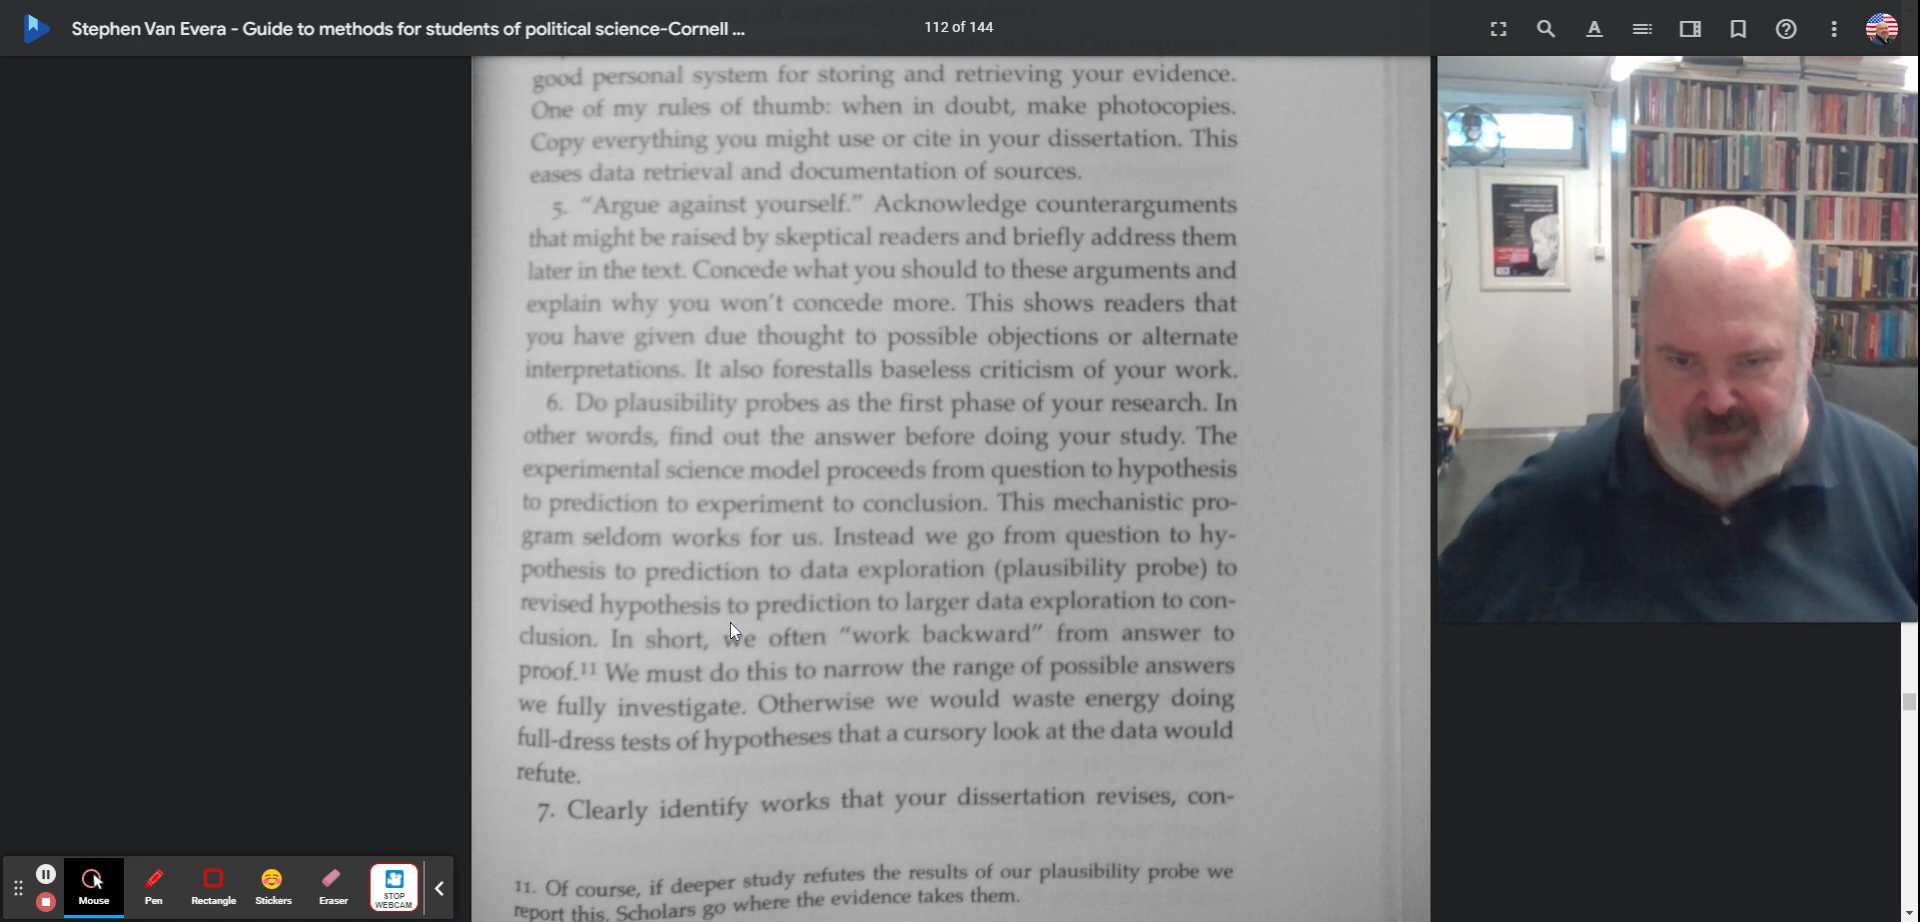 Stephen Van Evera - Guide to methods for students of political science-Cornell ...
112 of 144
good personal system for storing and retrieving your evidence.
One of my rules of thumb: when in doubt, make photocopies.
Copy everything you might use or cite in your dissertation. This
eases data retrieval and documentation of sources.
5. “Argue against yourself.” Acknowledge counterarguments
that might be raised by skeptical readers and briefly address them
later in the text. Concede what you should to these arguments and
explain why you won’t concede more. This shows readers that
you have given due thought to possible objections or alternate
interpretations. It also forestalls baseless criticism of your work.
6. Do plausibility probes as the first phase of your research. In
other words, find out the answer before doing your study. The
experimental science model proceeds from question to hypothesis
to prediction to experiment to conclusion. This mechanistic pro-
gram seldom works for us. Instead we go from question to hy-
pothesis to prediction to data exploration (plausibility probe) to
revised hypothesis to prediction to larger data exploration to con-
clusion. In short, we often “work backward” from answer to
proof.11 We must do this to narrow the range of possible answers
we fully investigate. Otherwise we would waste energy doing
full-dress tests of hypotheses that a cursory look at the data would
refute.
7. Clearly identify works that your dissertation revises, con-
11. Of course, if deeper study refutes the results of our plausibility probe we
report this. Scholars go where the evidence takes them.
Mouse
Pen
Rectangle
Stickers
Eraser
STOP
WEBCAM